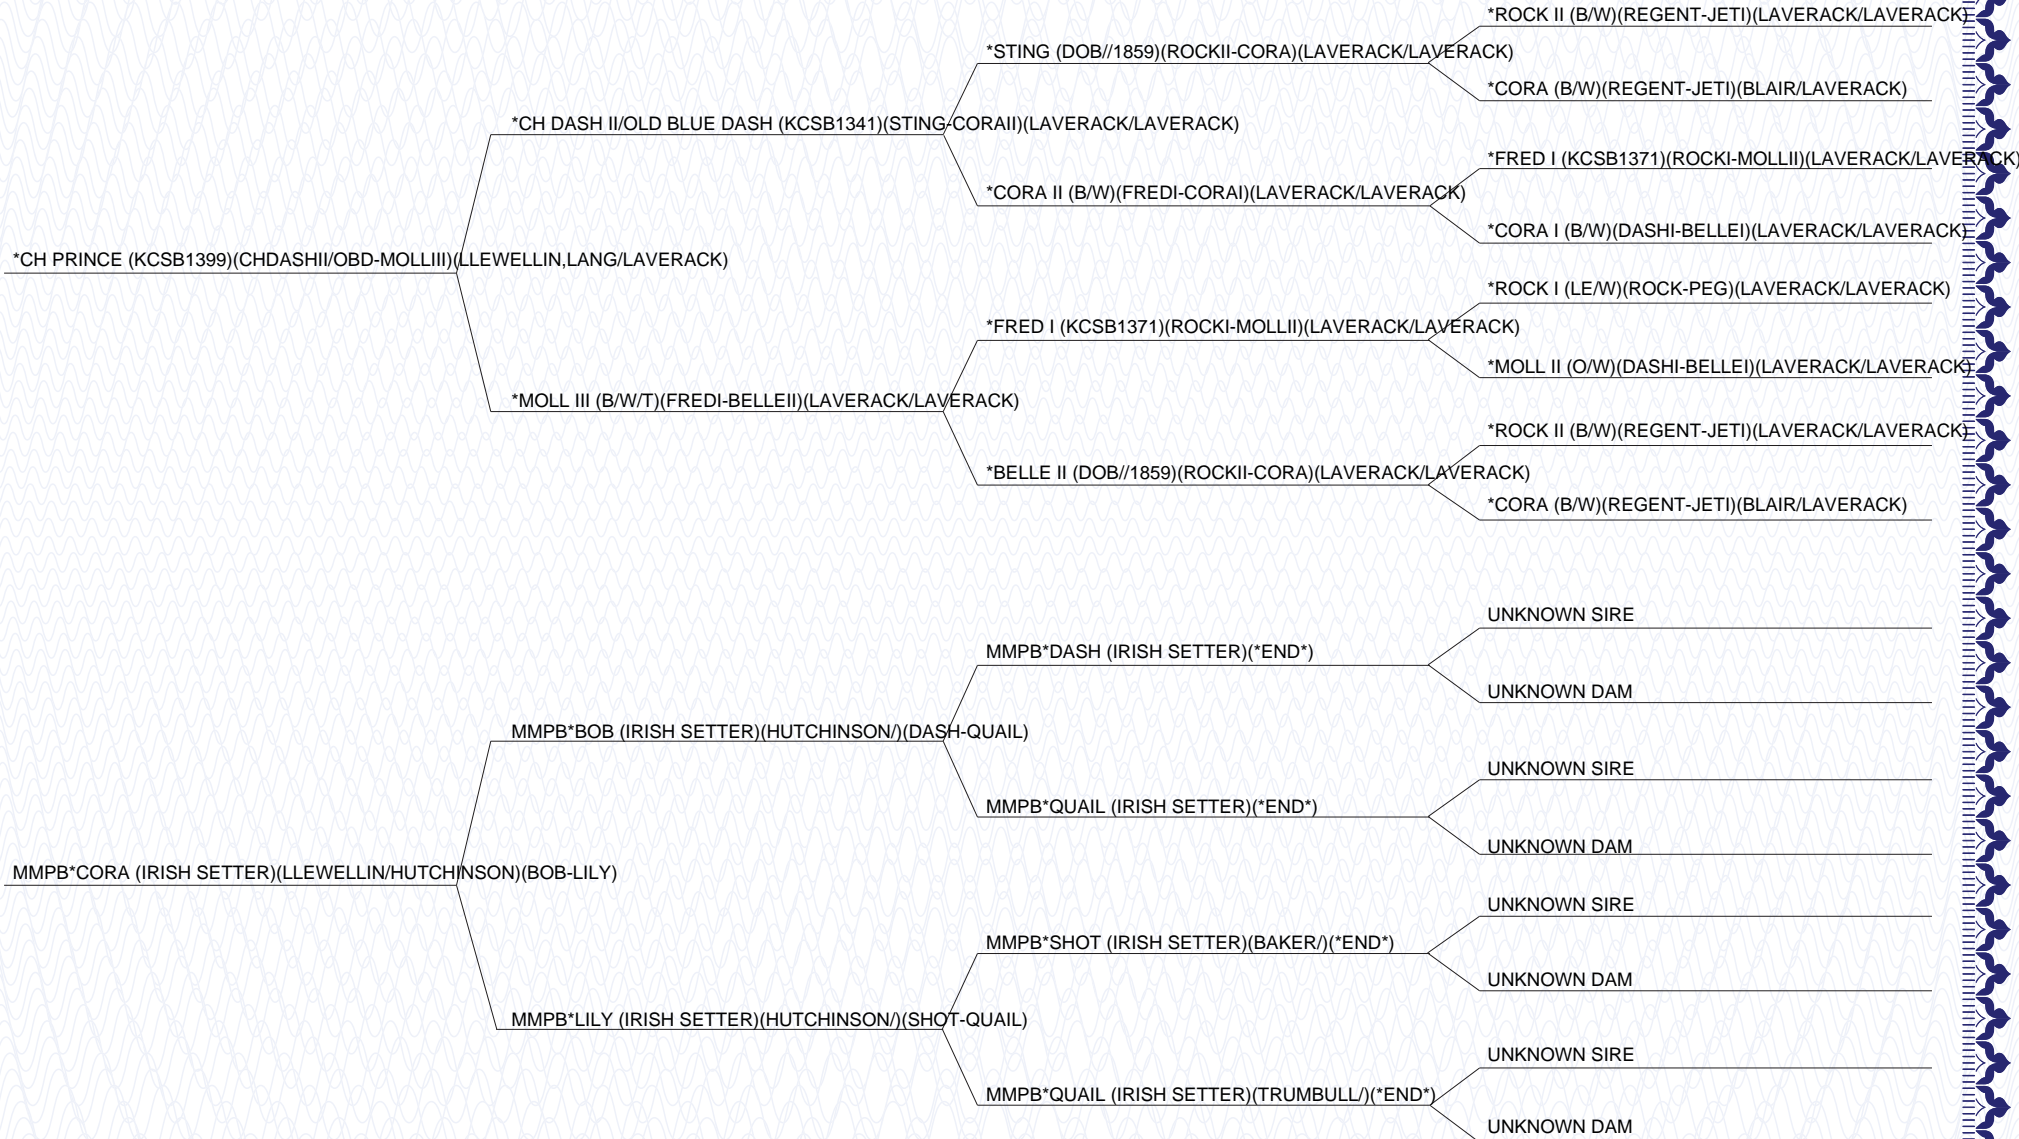 *ROCK II (B/W)(REGENT-JETI)(LAVERACK/LAVERACK)
*STING (DOB//1859)(ROCKII-CORA)(LAVERACK/LAVERACK)
*CORA (B/W)(REGENT-JETI)(BLAIR/LAVERACK)
*CH DASH II/OLD BLUE DASH (KCSB1341)(STING-CORAII)(LAVERACK/LAVERACK)
*FRED I (KCSB1371)(ROCKI-MOLLII)(LAVERACK/LAVERACK)
*CORA II (B/W)(FREDI-CORAI)(LAVERACK/LAVERACK)
*CORA I (B/W)(DASHI-BELLEI)(LAVERACK/LAVERACK)
*CH PRINCE (KCSB1399)(CHDASHII/OBD-MOLLIII)(LLEWELLIN,LANG/LAVERACK)
*ROCK I (LE/W)(ROCK-PEG)(LAVERACK/LAVERACK)
*FRED I (KCSB1371)(ROCKI-MOLLII)(LAVERACK/LAVERACK)
*MOLL II (O/W)(DASHI-BELLEI)(LAVERACK/LAVERACK)
*MOLL III (B/W/T)(FREDI-BELLEII)(LAVERACK/LAVERACK)
*ROCK II (B/W)(REGENT-JETI)(LAVERACK/LAVERACK)
*BELLE II (DOB//1859)(ROCKII-CORA)(LAVERACK/LAVERACK)
*CORA (B/W)(REGENT-JETI)(BLAIR/LAVERACK)
UNKNOWN SIRE
MMPB*DASH (IRISH SETTER)(*END*)
UNKNOWN DAM
MMPB*BOB (IRISH SETTER)(HUTCHINSON/)(DASH-QUAIL)
UNKNOWN SIRE
MMPB*QUAIL (IRISH SETTER)(*END*)
UNKNOWN DAM
MMPB*CORA (IRISH SETTER)(LLEWELLIN/HUTCHINSON)(BOB-LILY)
UNKNOWN SIRE
MMPB*SHOT (IRISH SETTER)(BAKER/)(*END*)
UNKNOWN DAM
MMPB*LILY (IRISH SETTER)(HUTCHINSON/)(SHOT-QUAIL)
UNKNOWN SIRE
MMPB*QUAIL (IRISH SETTER)(TRUMBULL/)(*END*)
UNKNOWN DAM